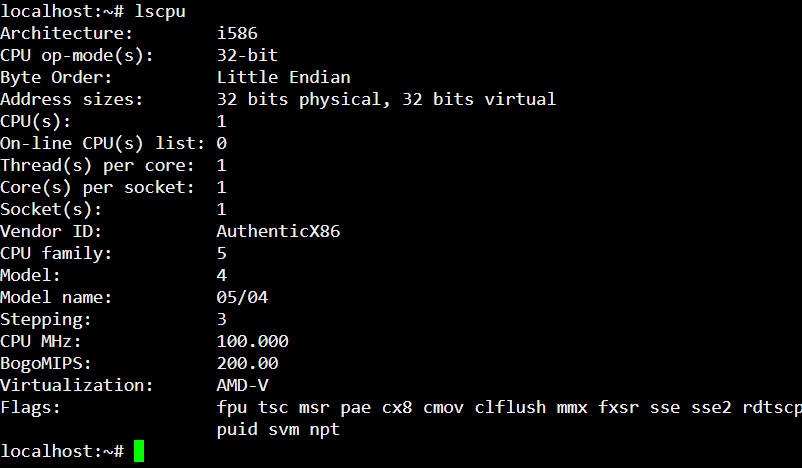 localhost:~# lscpu
Architecture: i586
CPU op-mode(s): 32-bit
Byte Order: Little Endian
Address sizes: 32 bits physical, 32 bits virtual
CPU(s): 1
On-line CPU(s) list: 0
Thread(s) per core: 1
Core(s) per socket: 1
Socket(s): 1
Vendor ID: AuthenticX86
CPU family: 5
Model: 4
Model name: 05/04
Stepping: 3
CPU MHz: 100.000
BogoMIPS: 200.00
Virtualization: AMD-V
Flags: fpu tsc msr pae cx8 cmov clflush mmx fxsr sse sse2 rdtscp
puid svm npt
localhost:~#